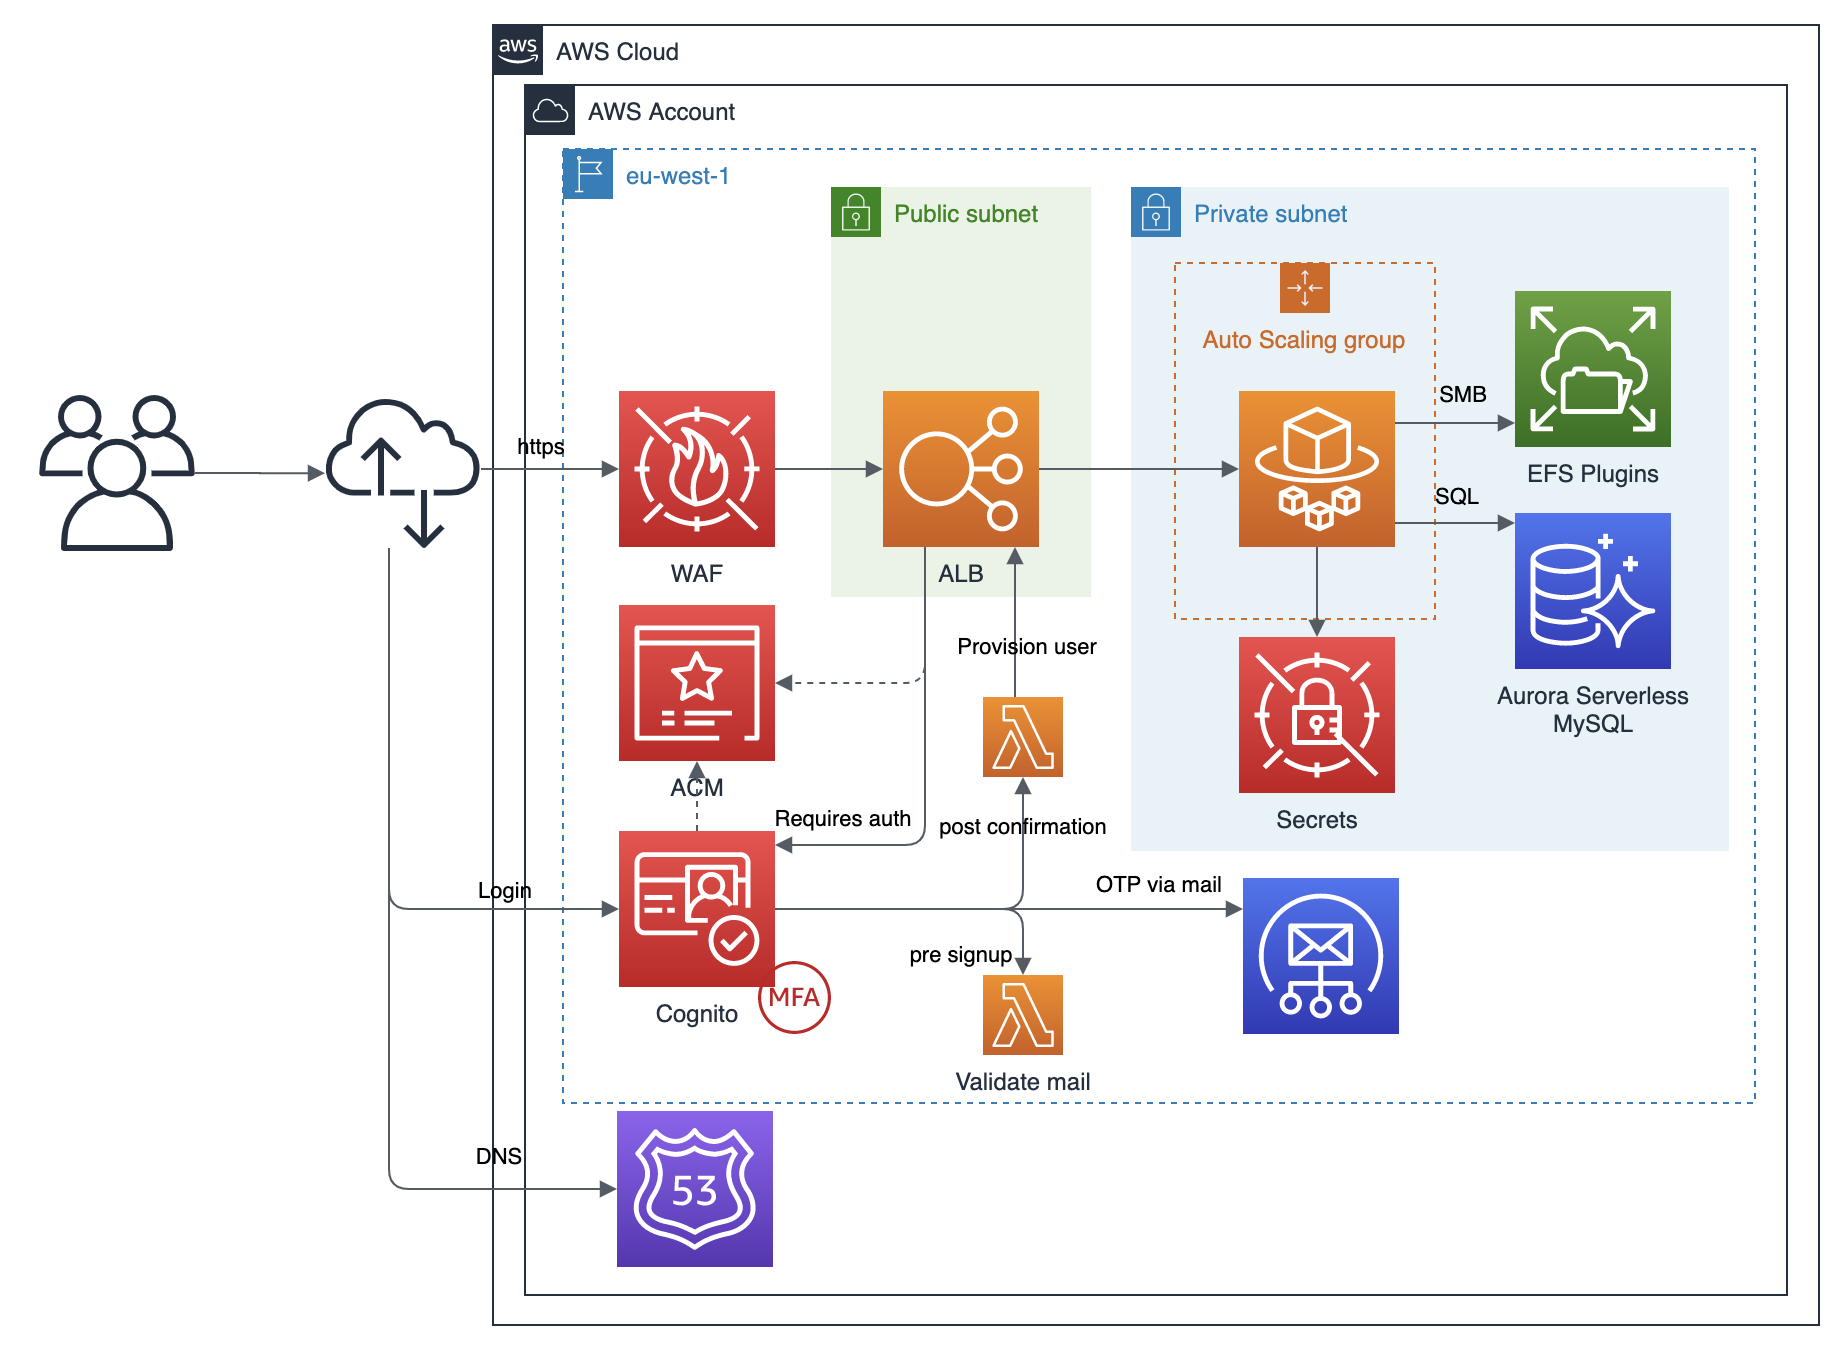 aws
AWS Cloud
AWS Account
eu-west-1
Public subnet
Private subnet
Auto Scaling group
SMB
https
EFS Plugins
SQL
WAF
ALB
Provision user
Aurora Serverless
MySQL
ACM
Requires auth
post confirmation
Secrets
Login
OTP via mail
pre signup
MFA
Cognito
Validate mail
DNS
53